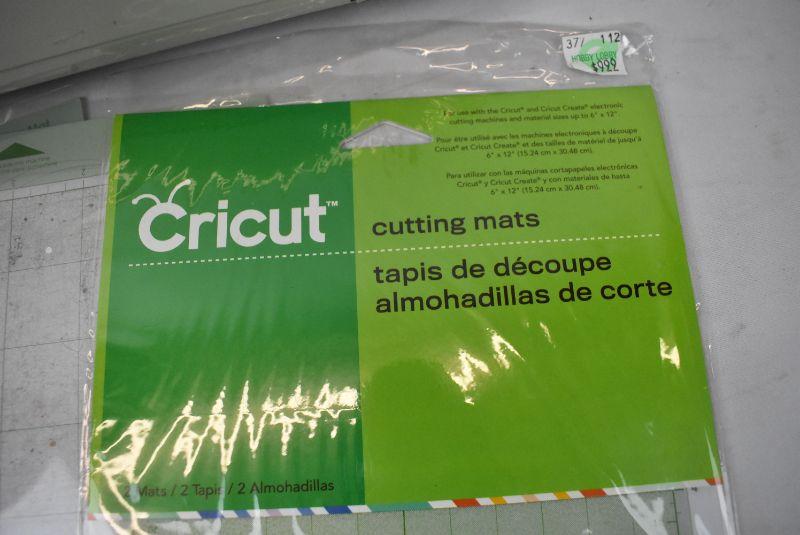 37/ 112
HOBBY LOBBY
$9.99
For use with the Cricut® and Cricut Create® electronic
cutting machines and material sizes up to 6" x 12".
Pour être utilisé avec les machines electroniques à découpe
Cricut® et Cricut Create® et des tailles de matériel de jusqu'à
6" x 12" (15.24 cm x 30.48 cm).
Para utilizar con las máquinas cortapapeles electrónicas
Cricut® y Cricut Create® y con materiales de hasta
6" x 12" (15.24 cm x 30.48 cm).
Cricut™
cutting mats
tapis de découpe
almohadillas de corte
2 Mats / 2 Tapis / 2 Almohadillas